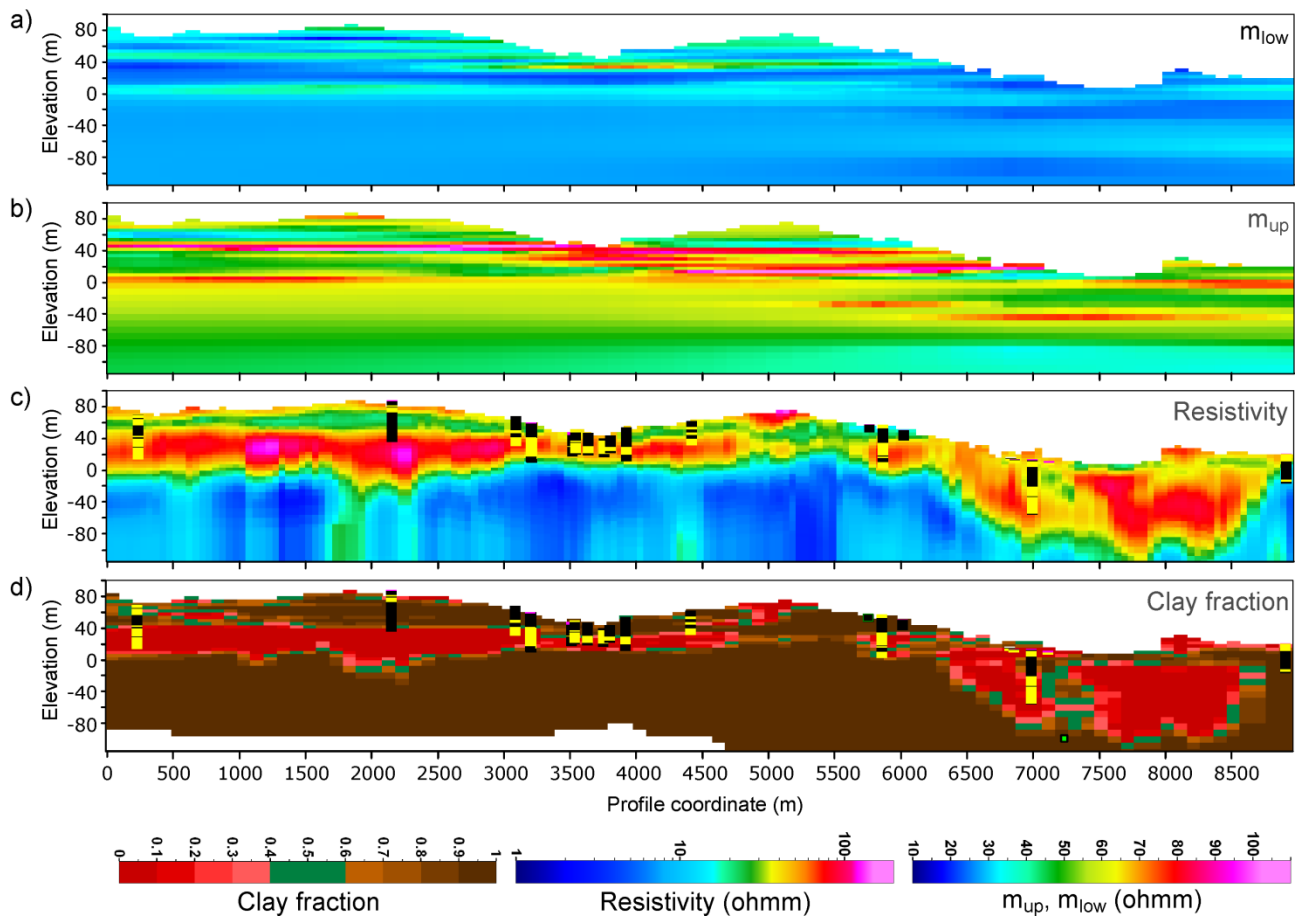 a)
m_low
Elevation (m)
80
40
0
-40
-80
b)
m_up
Elevation (m)
80
40
0
-40
-80
c)
Resistivity
Elevation (m)
80
40
0
-40
-80
d)
Clay fraction
Elevation (m)
80
40
0
-40
-80
0 500 1000 1500 2000 2500 3000 3500 4000 4500 5000 5500 6000 6500 7000 7500 8000 8500
Profile coordinate (m)
0 0.1 0.2 0.3 0.4 0.5 0.6 0.7 0.8 0.9 1
Clay fraction
1 10 100
Resistivity (ohmm)
10 20 30 40 50 60 70 80 90 100
m_up, m_low (ohmm)